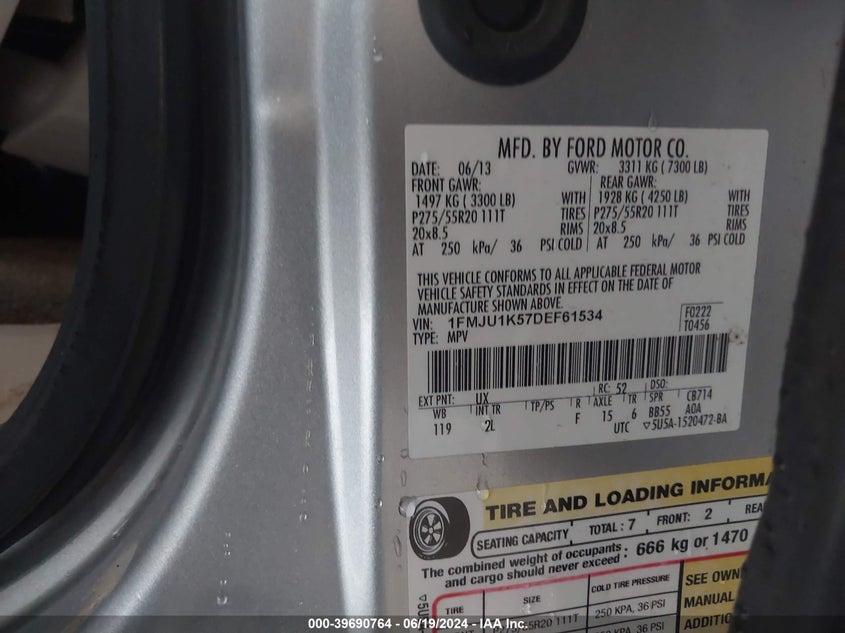 MFD. BY FORD MOTOR CO.
DATE: 06/13 GVWR: 3311 KG ( 7300 LB)
FRONT GAWR: REAR GAWR:
1497 KG ( 3300 LB) WITH 1928 KG ( 4250 LB) WITH
P275/55R20 111T TIRES P275/55R20 111T TIRES
20x8.5 RIMS 20x8.5 RIMS
AT 250 kPa/ 36 PSI COLD AT 250 kPa/ 36 PSI COLD
THIS VEHICLE CONFORMS TO ALL APPLICABLE FEDERAL MOTOR
VEHICLE SAFETY STANDARDS IN EFFECT ON THE DATE OF
MANUFACTURE SHOWN ABOVE.
VIN: 1FMJU1K57DEF61534 F0222
TYPE: MPV T0456
EXT PNT: UX RC: 52 DSO:
WB INT TR TP/PS R AXLE TR SPR CB714
119 2L F 15 6 BB55 AOA
UTC ▽5U5A-1520472-BA
TIRE AND LOADING INFORMA
SEATING CAPACITY TOTAL : 7 FRONT: 2 REA
The combined weight of occupants and cargo should never exceed : 666 kg or 1470
TIRE SIZE COLD TIRE PRESSURE SEE OWN
P275/55R20 111T 250 KPA, 36 PSI MANUAL
ADDITIO
000-39690764 - 06/19/2024 - IAA Inc.